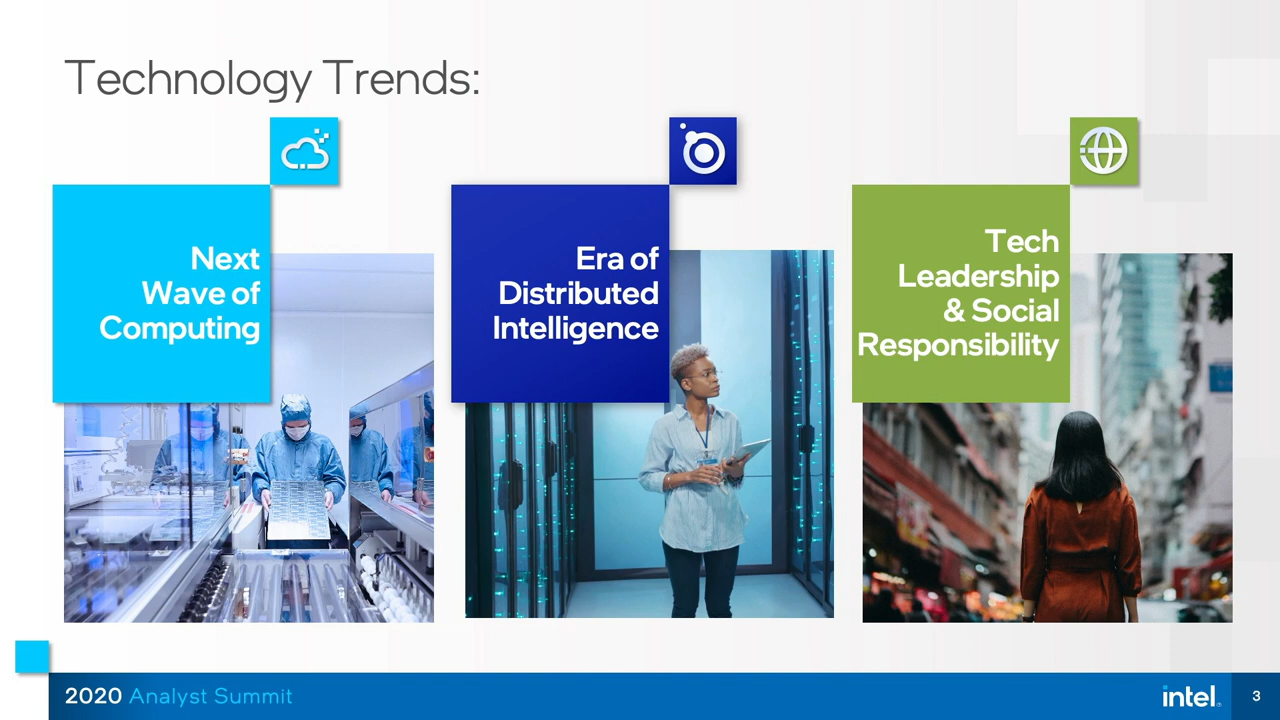 Technology Trends:
Next
Wave of
Computing
Era of
Distributed
Intelligence
Tech
Leadership
& Social
Responsibility
2020 Analyst Summit
intel.
3